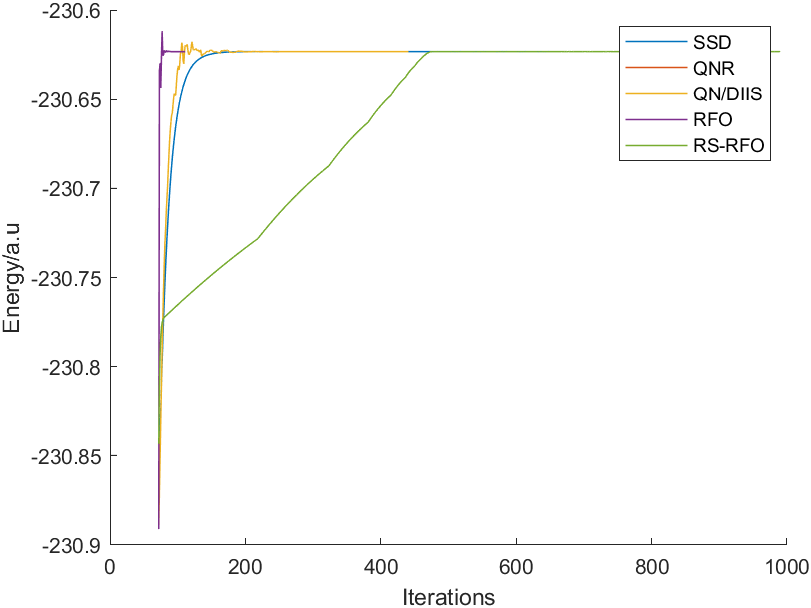 -230.6
-230.65
-230.7
-230.75
-230.8
-230.85
-230.9
Energy/a.u
0
200
400
600
800
1000
Iterations
SSD
QNR
QN/DIIS
RFO
RS-RFO